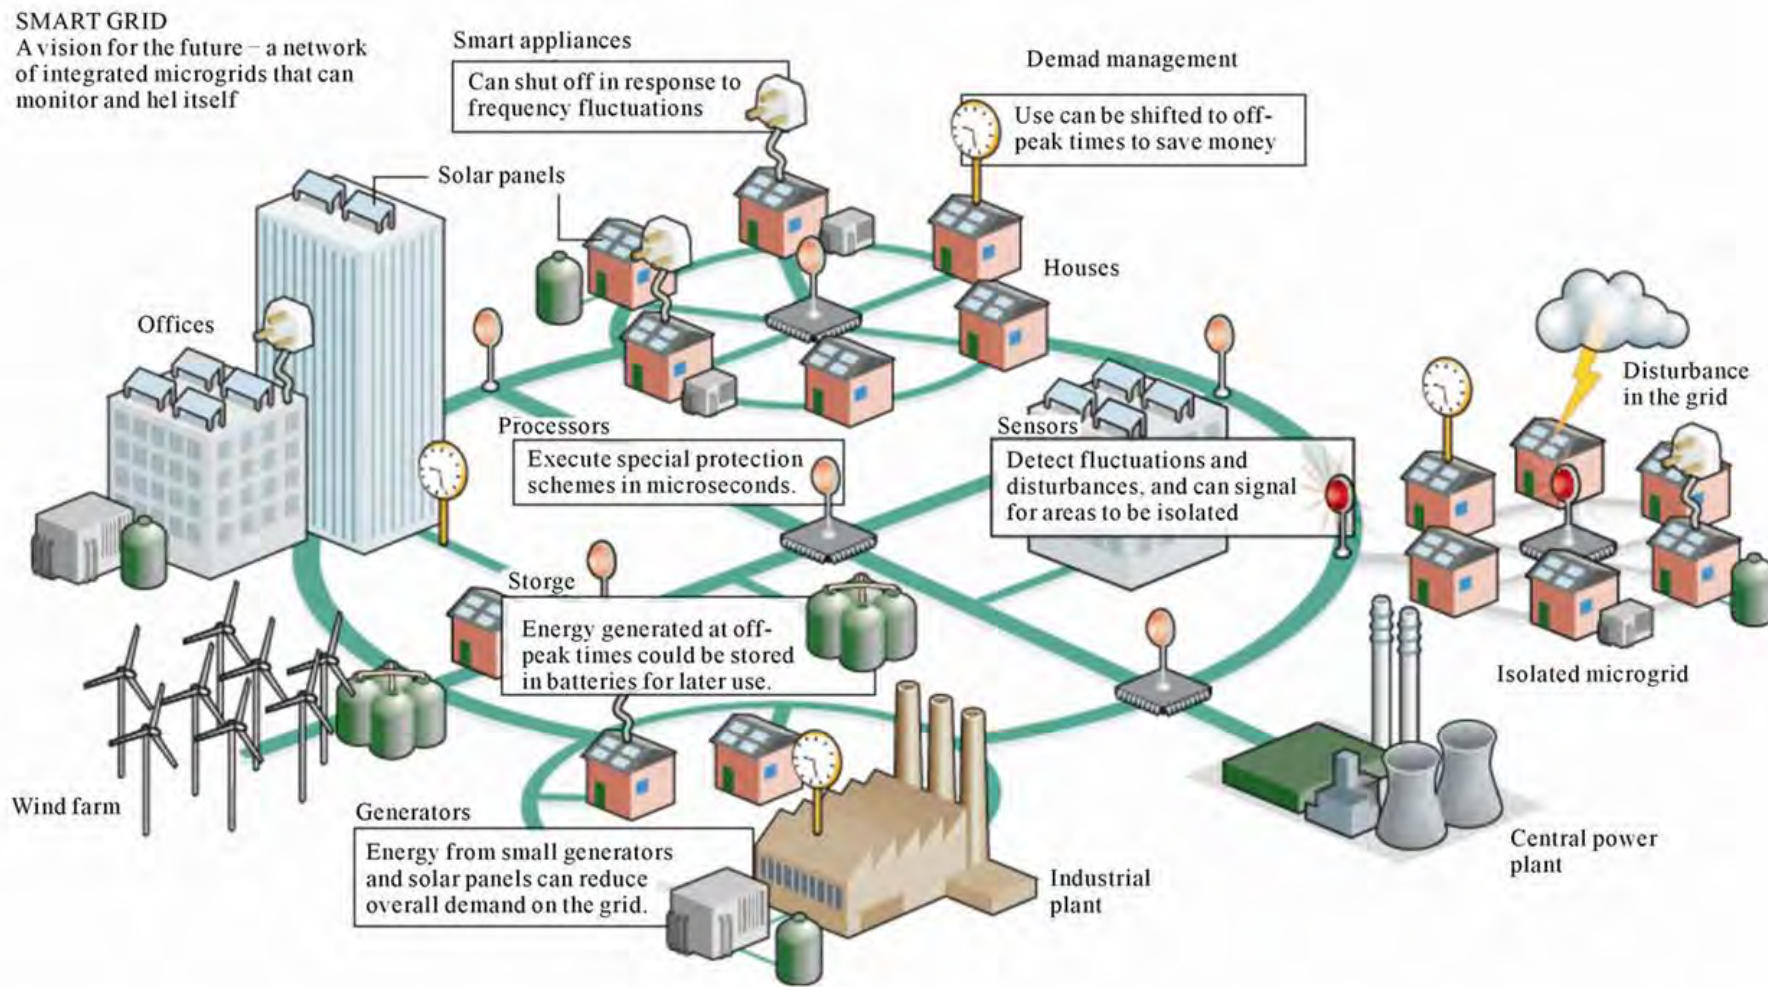 SMART GRID
A vision for the future – a network
of integrated microgrids that can
monitor and hel itself
Smart appliances
Can shut off in response to
frequency fluctuations
Demad management
Use can be shifted to off-
peak times to save money
Solar panels
Houses
Offices
Disturbance
in the grid
Processors
Execute special protection
schemes in microseconds.
Sensors
Detect fluctuations and
disturbances, and can signal
for areas to be isolated
Storge
Energy generated at off-
peak times could be stored
in batteries for later use.
Isolated microgrid
Wind farm
Generators
Energy from small generators
and solar panels can reduce
overall demand on the grid.
Industrial
plant
Central power
plant